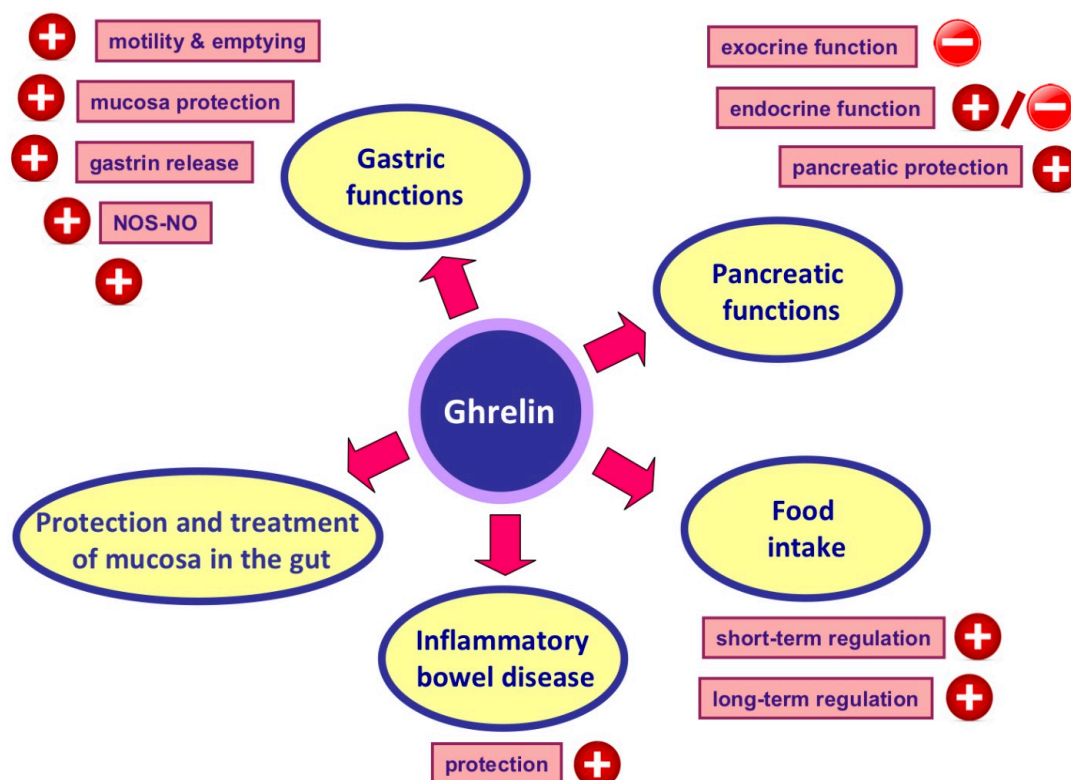 motility & emptying
mucosa protection
gastrin release
NOS-NO
Gastric
functions
exocrine function
endocrine function
/
pancreatic protection
Pancreatic
functions
Ghrelin
Protection and treatment
of mucosa in the gut
Food
intake
short-term regulation
long-term regulation
Inflammatory
bowel disease
protection